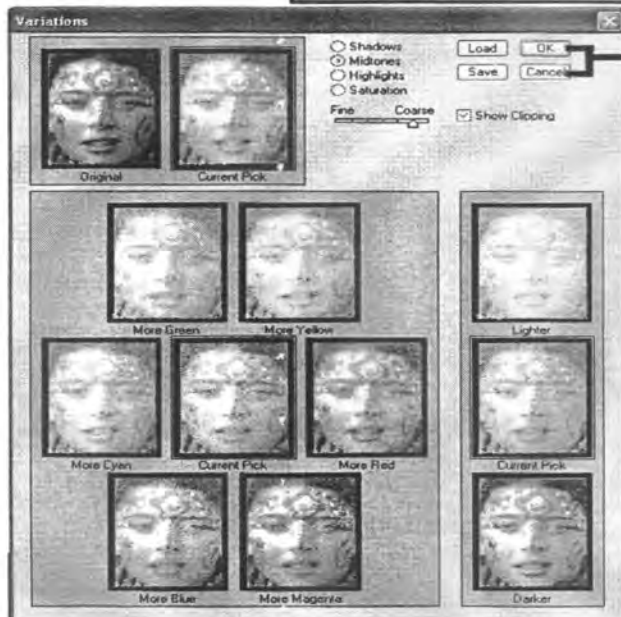 Variations
Shadows
Midtones
Highlights
Saturation
Fine Coarse
Load OK
Save Cancel
Show Clipping
Original Current Pick
More Green More Yellow
More Cyan Current Pick More Red
More Blue More Magenta
Lighter
Current Pick
Darker